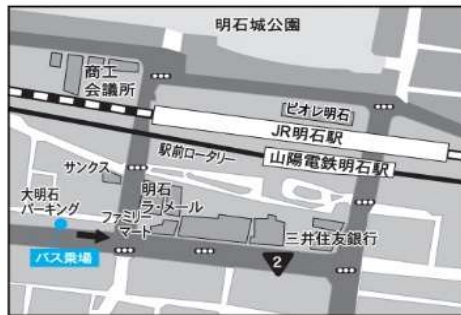 明石城公園
商工
会議所
ピオレ明石
JR明石駅
山陽電鉄明石駅
駅前ロータリー
サンクス
明石
ラ・メール
大明石
パーキング
ファミリー
マート
三井住友銀行
バス乗場
2